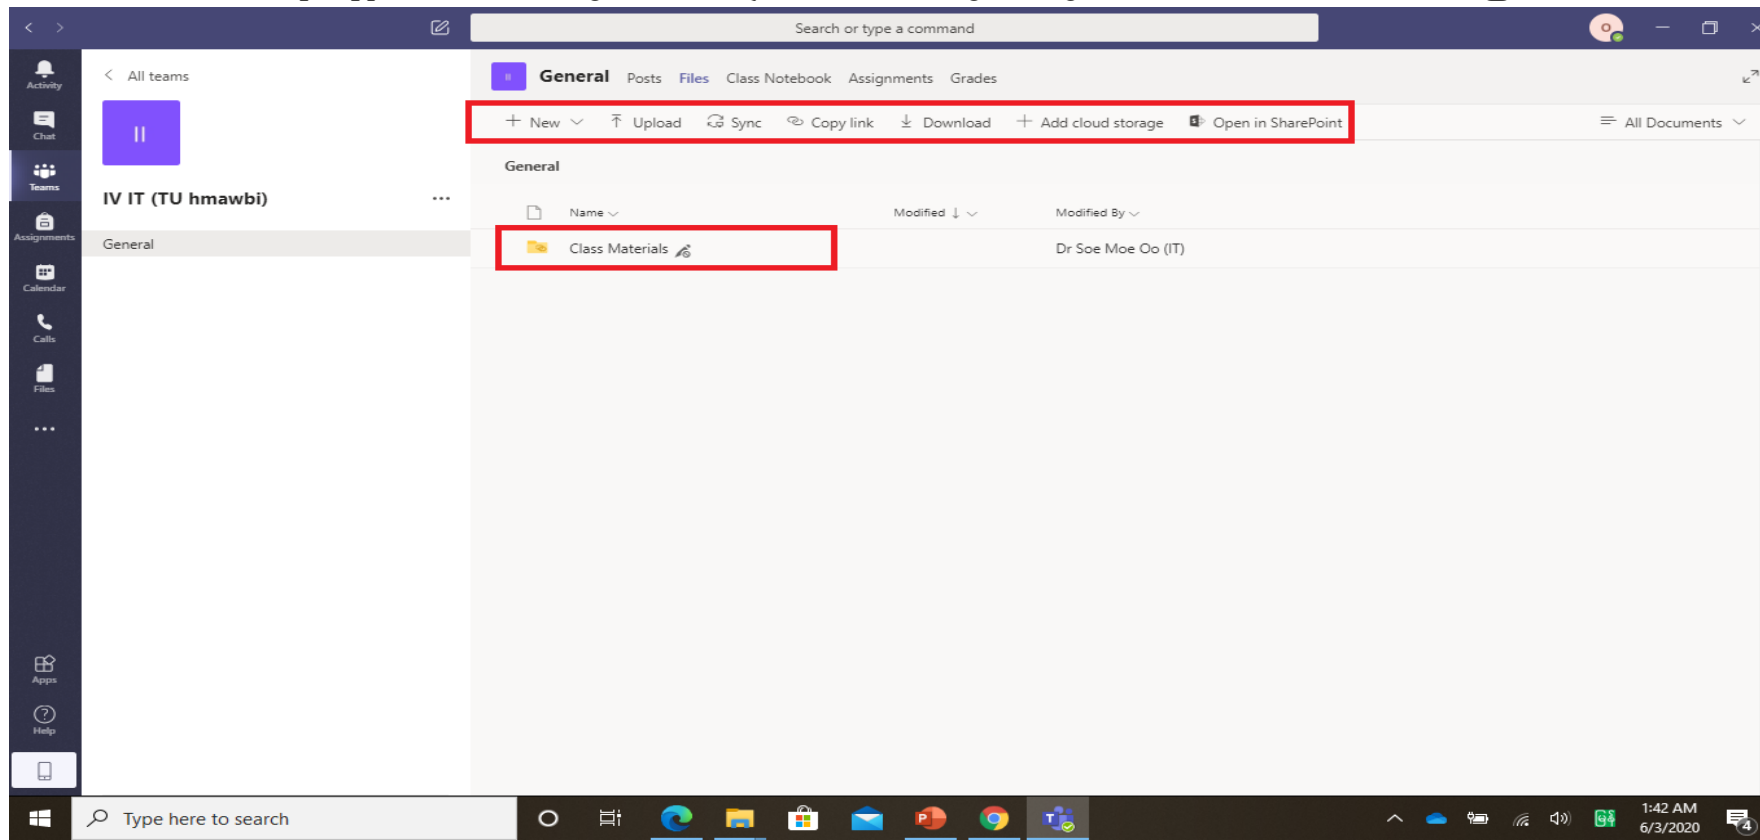 Search or type a command
O
Activity
Chat
Teams
Assignments
Calendar
Calls
Files
Apps
Help
All teams
II
IV IT (TU hmawbi)
General
II General Posts Files Class Notebook Assignments Grades
New Upload Sync Copy link Download Add cloud storage Open in SharePoint All Documents
General
Name Modified Modified By
Class Materials Dr Soe Moe Oo (IT)
Type here to search
1:42 AM
6/3/2020
4